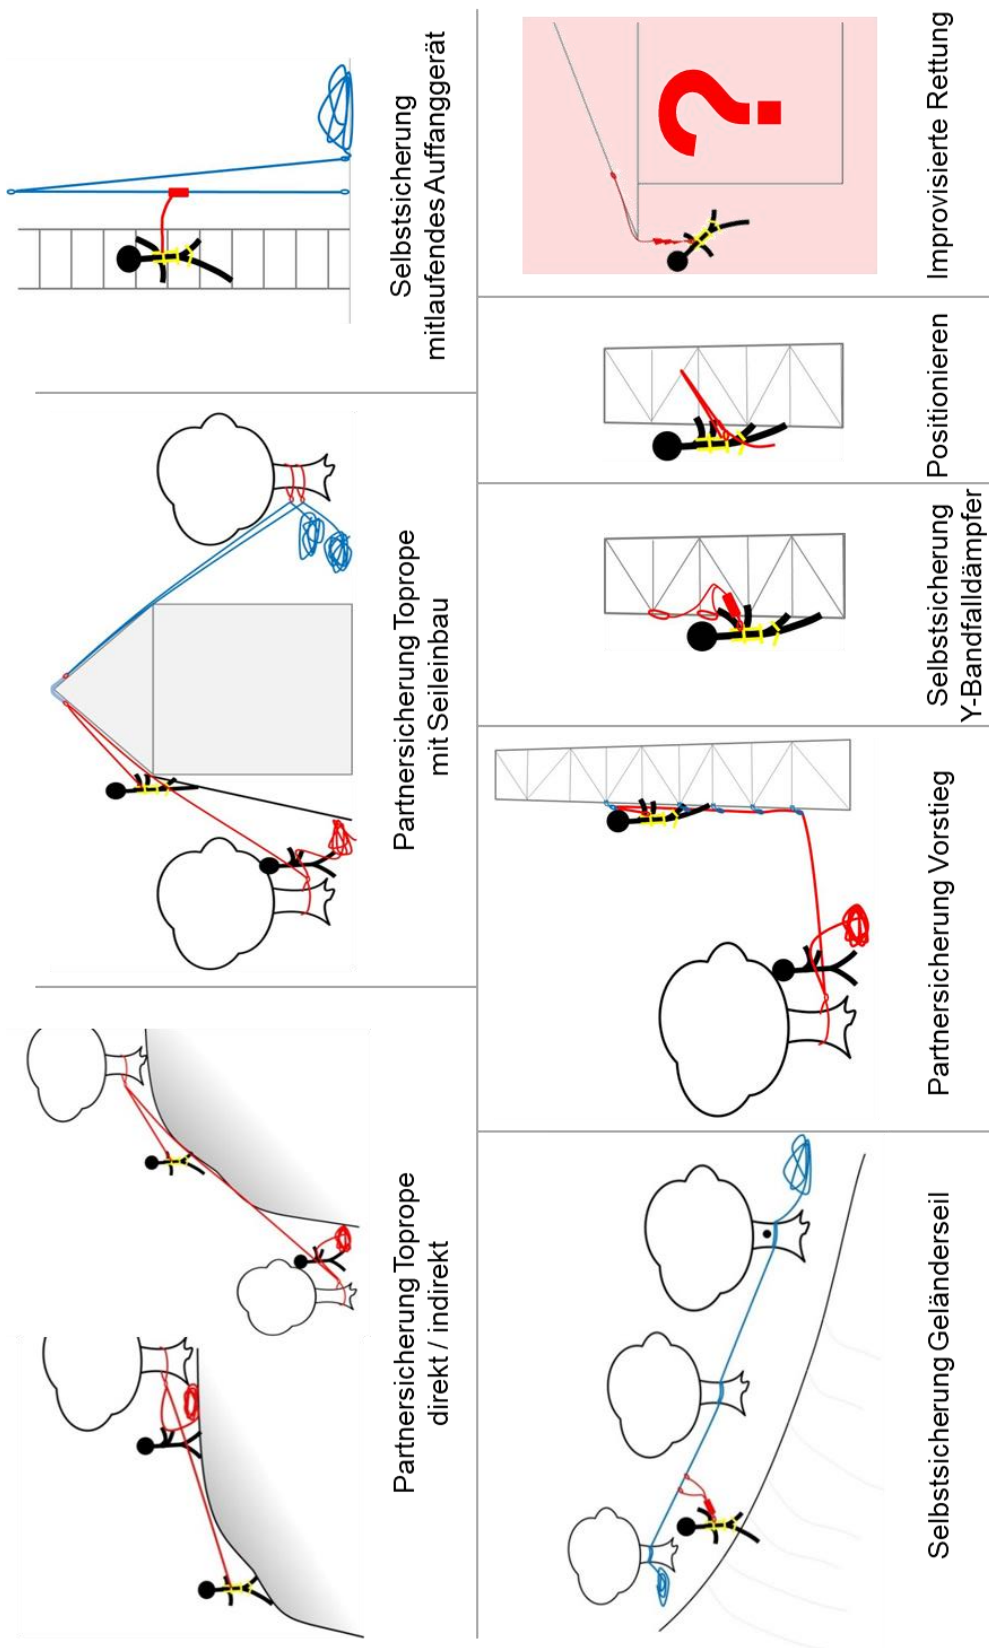 Partnersicherung Toprope
direkt / indirekt
Partnersicherung Toprope
mit Seileinbau
Selbstsicherung
mitlaufendes Auffanggerät
Selbstsicherung Geländerseil
Partnersicherung Vorstieg
Selbstsicherung
Y-Bandfalldämpfer
Positionieren
Improvisierte Rettung
?